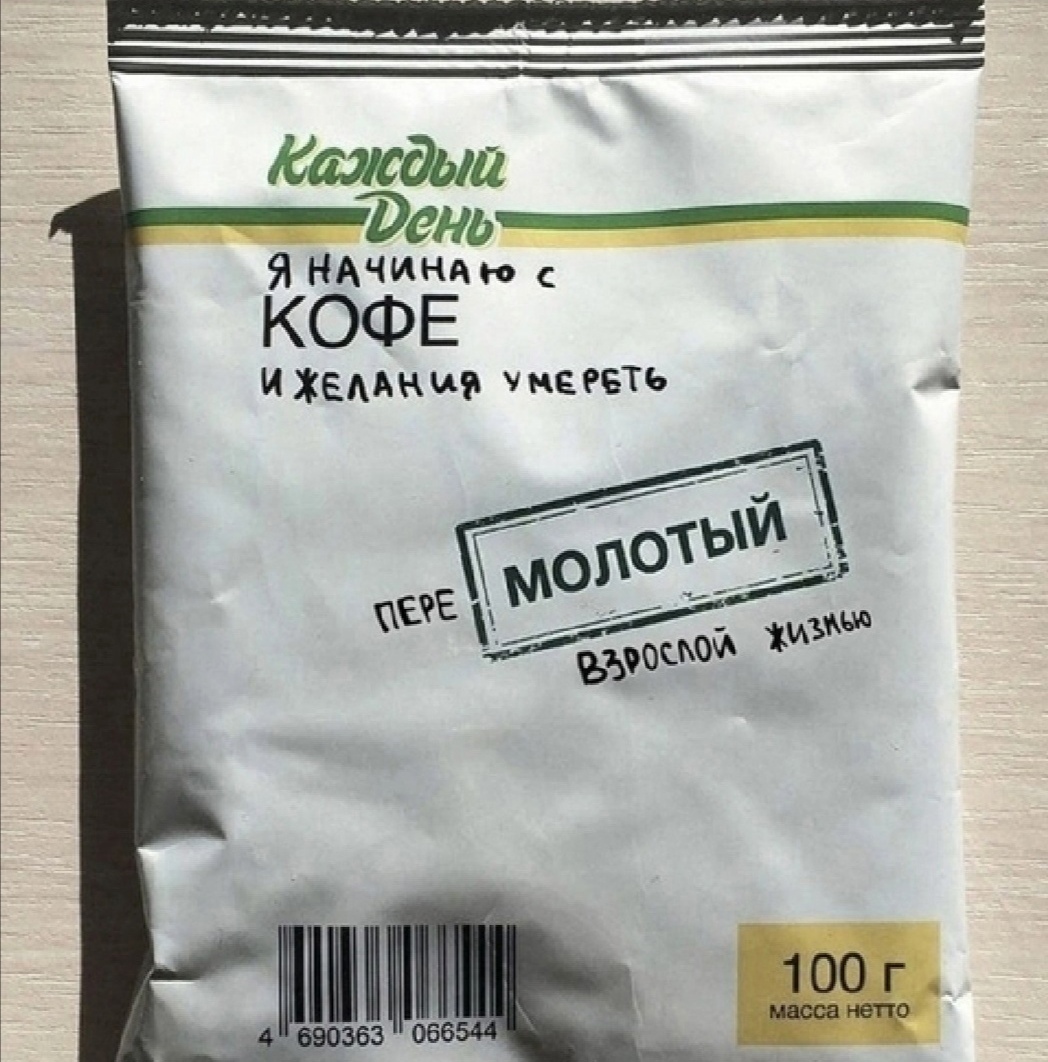 Каждый
День
Я НАЧИНАЮ С
КОФЕ
И ЖЕЛАНИЯ УМЕРЕТЬ
МОЛОТЫЙ
ПЕРЕ
ВЗРОСЛОЙ ЖИЗНЬЮ
100 г
масса нетто
4 690363 066544